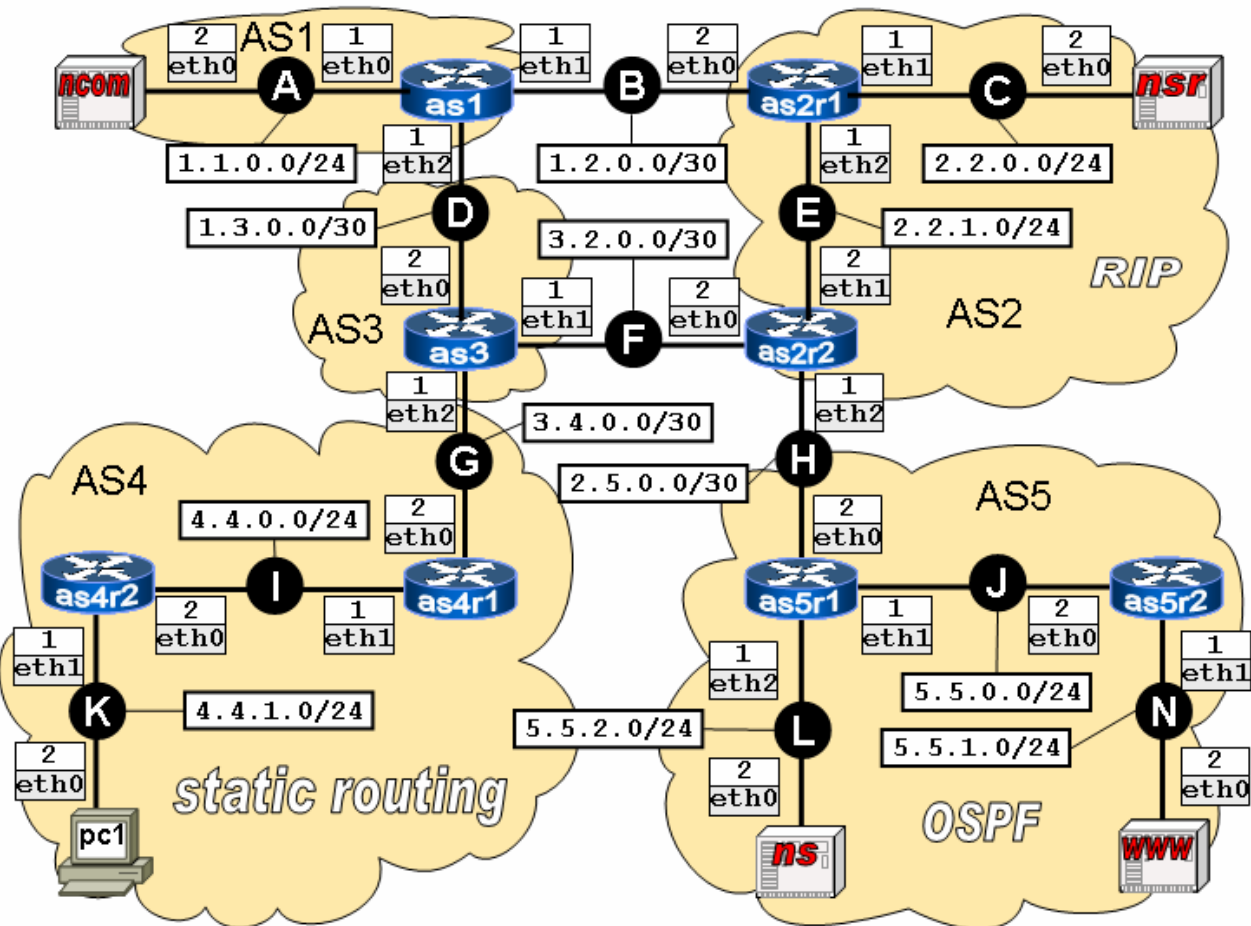 2
eth0
AS1
1
eth0
1
eth1
2
eth0
1
eth1
2
eth0
ncom
A
as1
B
as2r1
C
nsr
1.1.0.0/24
1
eth2
1.2.0.0/30
1
eth2
2.2.0.0/24
1.3.0.0/30
D
3.2.0.0/30
E
2.2.1.0/24
2
eth0
1
eth1
2
eth0
2
eth1
RIP
AS3
as3
F
as2r2
AS2
1
eth2
3.4.0.0/30
1
eth2
AS4
G
2.5.0.0/30
H
AS5
4.4.0.0/24
2
eth0
2
eth0
as4r2
I
as4r1
as5r1
J
as5r2
2
eth0
1
eth1
1
eth1
2
eth0
1
eth1
1
eth2
1
eth1
K
4.4.1.0/24
5.5.2.0/24
L
5.5.0.0/24
5.5.1.0/24
N
2
eth0
static routing
2
eth0
2
eth0
pc1
ns
OSPF
www